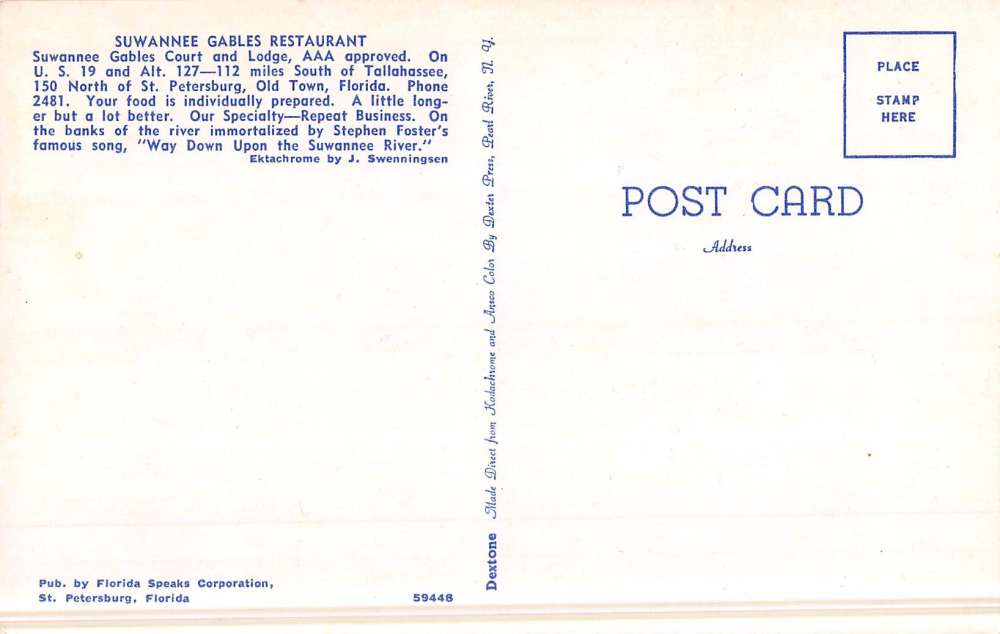 SUWANNEE GABLES RESTAURANT
Suwannee Gables Court and Lodge, AAA approved. On
U. S. 19 and Alt. 127—112 miles South of Tallahassee,
150 North of St. Petersburg, Old Town, Florida. Phone
2481. Your food is individually prepared. A little long-
er but a lot better. Our Specialty—Repeat Business. On
the banks of the river immortalized by Stephen Foster's
famous song, "Way Down Upon the Suwannee River."
Ektachrome by J. Swenningsen
Pub. by Florida Speaks Corporation,
St. Petersburg, Florida
59448
Dextone Made Direct from Kodachrome and Ansco Color By Dexter Press, Pearl River, N. Y.
PLACE
STAMP
HERE
POST CARD
Address